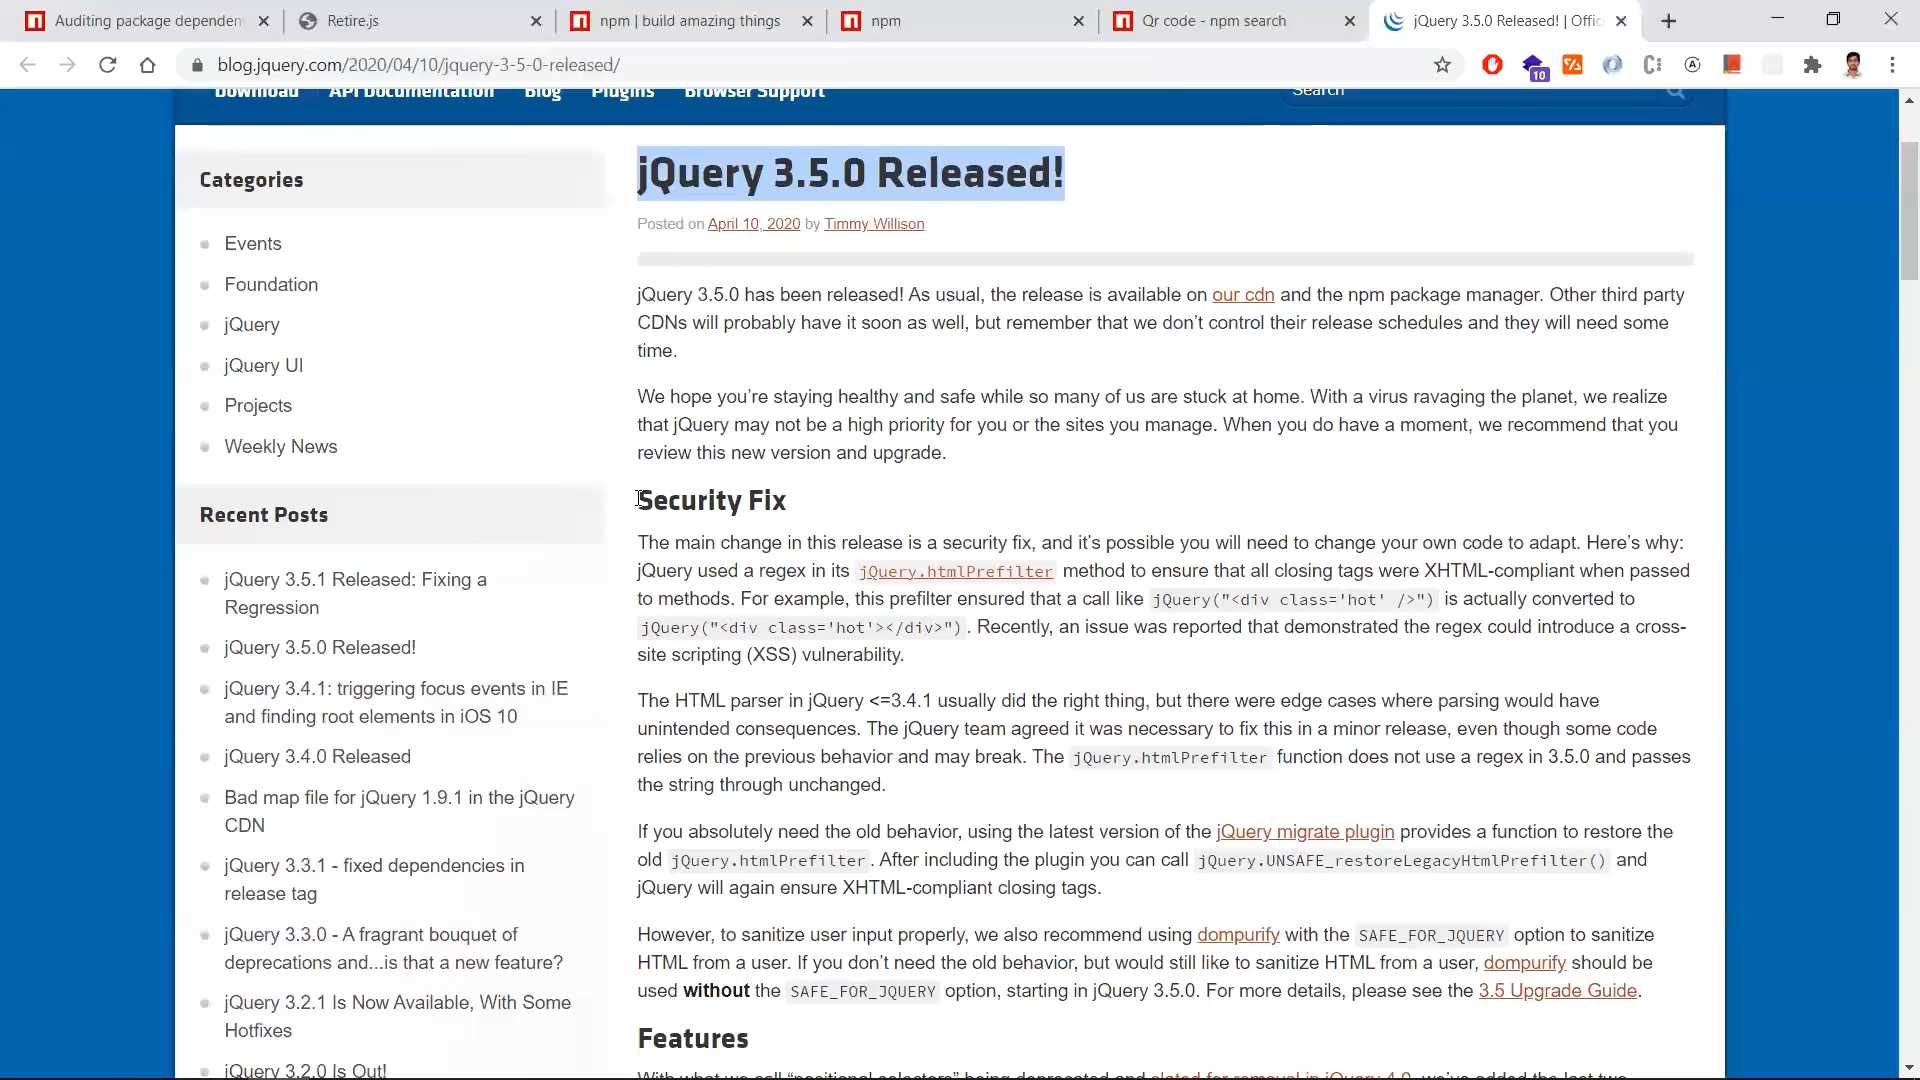 Auditing package dependen
Retire.js
npm | build amazing things
npm
Qr code - npm search
jQuery 3.5.0 Released! | Offic
blog.jquery.com/2020/04/10/jquery-3-5-0-released/
10
Download API Documentation Blog Plugins Browser Support
Search
Categories
Events
Foundation
jQuery
jQuery UI
Projects
Weekly News
Recent Posts
jQuery 3.5.1 Released: Fixing a
Regression
jQuery 3.5.0 Released!
jQuery 3.4.1: triggering focus events in IE
and finding root elements in iOS 10
jQuery 3.4.0 Released
Bad map file for jQuery 1.9.1 in the jQuery
CDN
jQuery 3.3.1 - fixed dependencies in
release tag
jQuery 3.3.0 - A fragrant bouquet of
deprecations and...is that a new feature?
jQuery 3.2.1 Is Now Available, With Some
Hotfixes
jQuery 3.2.0 Is Out!
jQuery 3.5.0 Released!
Posted on April 10, 2020 by Timmy Willison
jQuery 3.5.0 has been released! As usual, the release is available on our cdn and the npm package manager. Other third party
CDNs will probably have it soon as well, but remember that we don’t control their release schedules and they will need some
time.
We hope you’re staying healthy and safe while so many of us are stuck at home. With a virus ravaging the planet, we realize
that jQuery may not be a high priority for you or the sites you manage. When you do have a moment, we recommend that you
review this new version and upgrade.
Security Fix
The main change in this release is a security fix, and it’s possible you will need to change your own code to adapt. Here’s why:
jQuery used a regex in its jQuery.htmlPrefilter method to ensure that all closing tags were XHTML-compliant when passed
to methods. For example, this prefilter ensured that a call like jQuery("<div class='hot' />") is actually converted to
jQuery("<div class='hot'></div>"). Recently, an issue was reported that demonstrated the regex could introduce a cross-
site scripting (XSS) vulnerability.
The HTML parser in jQuery <=3.4.1 usually did the right thing, but there were edge cases where parsing would have
unintended consequences. The jQuery team agreed it was necessary to fix this in a minor release, even though some code
relies on the previous behavior and may break. The jQuery.htmlPrefilter function does not use a regex in 3.5.0 and passes
the string through unchanged.
If you absolutely need the old behavior, using the latest version of the jQuery migrate plugin provides a function to restore the
old jQuery.htmlPrefilter. After including the plugin you can call jQuery.UNSAFE_restoreLegacyHtmlPrefilter() and
jQuery will again ensure XHTML-compliant closing tags.
However, to sanitize user input properly, we also recommend using dompurify with the SAFE_FOR_JQUERY option to sanitize
HTML from a user. If you don’t need the old behavior, but would still like to sanitize HTML from a user, dompurify should be
used without the SAFE_FOR_JQUERY option, starting in jQuery 3.5.0. For more details, please see the 3.5 Upgrade Guide.
Features
With what we call “positional selectors” being deprecated and slated for removal in jQuery 4.0, we’ve added the last two